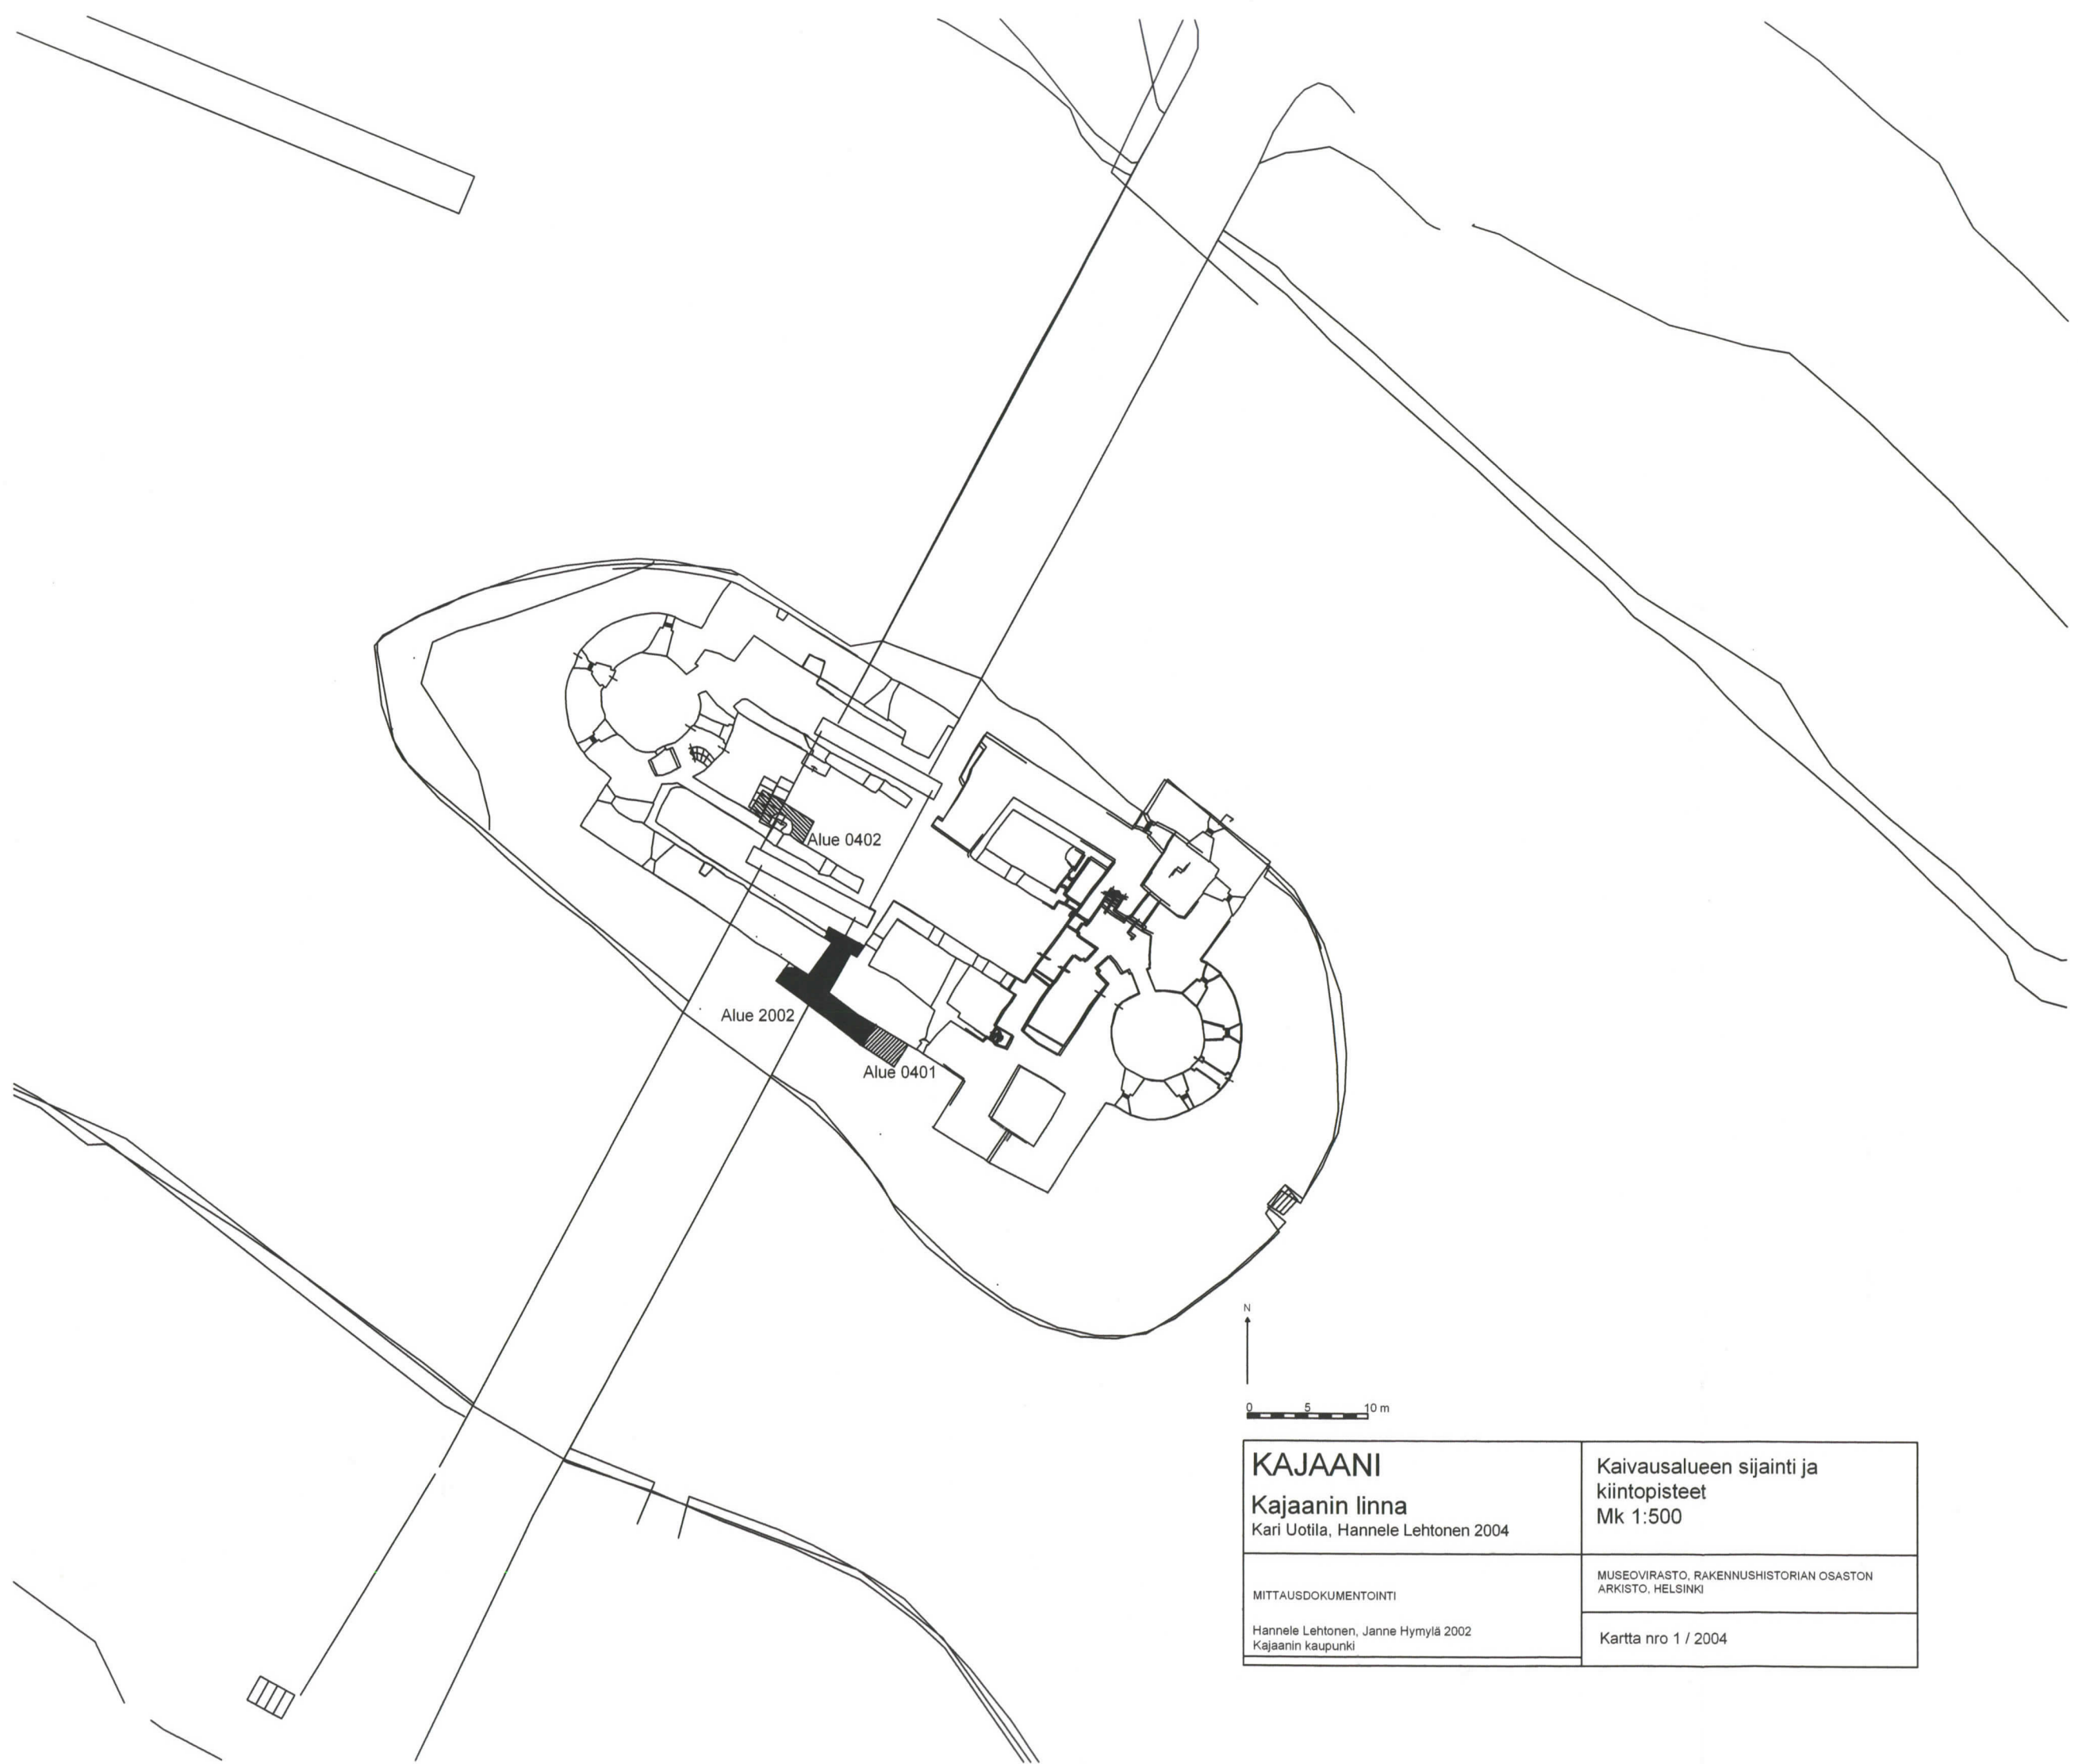 Alue 0402
Alue 2002
Alue 0401
N
0 5 10 m
KAJAANI
Kajaanin linna
Kari Uotila, Hannele Lehtonen 2004
Kaivausalueen sijainti ja
kiintopisteet
Mk 1:500
MITTAUSDOKUMENTOINTI
Hannele Lehtonen, Janne Hymylä 2002
Kajaanin kaupunki
MUSEOVIRASTO, RAKENNUSHISTORIAN OSASTON
ARKISTO, HELSINKI
Kartta nro 1 / 2004